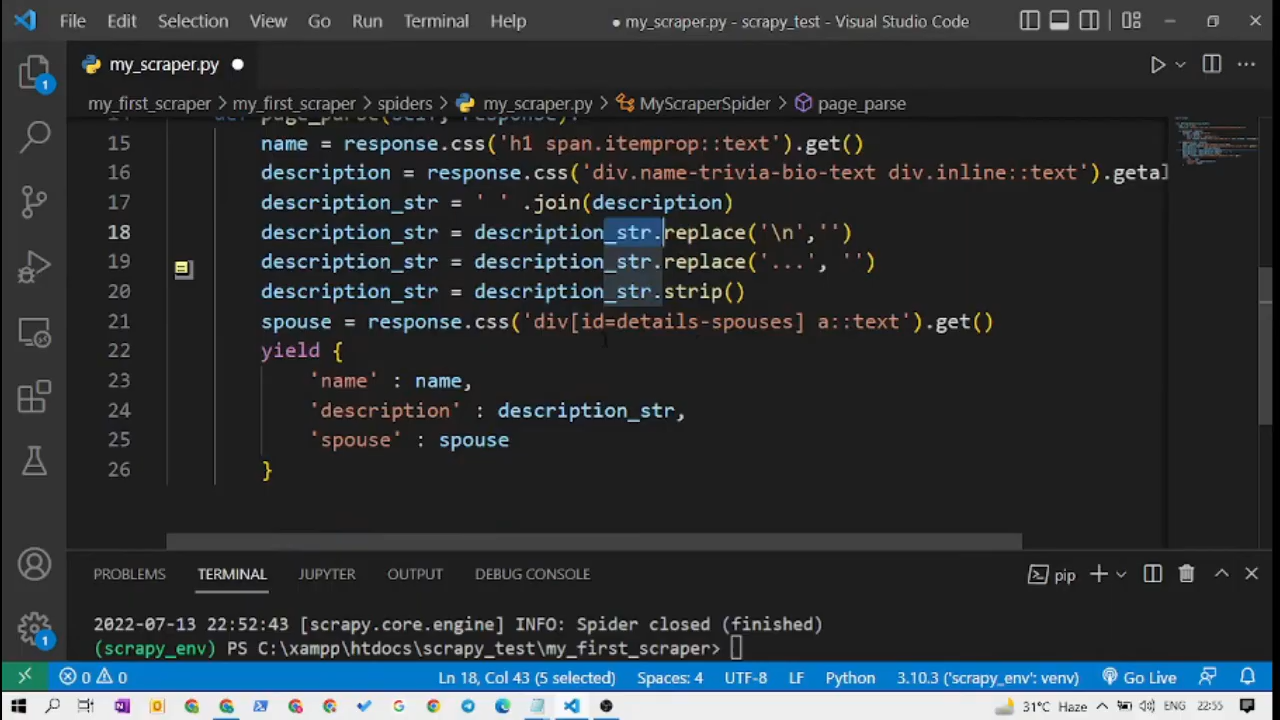 File Edit Selection View Go Run Terminal Help ● my_scraper.py - scrapy_test - Visual Studio Code
my_scraper.py
my_first_scraper > my_first_scraper > spiders > my_scraper.py > MyScraperSpider > page_parse
14 def page_parse(self, response):
15 name = response.css('h1 span.itemprop::text').get()
16 description = response.css('div.name-trivia-bio-text div.inline::text').getal
17 description_str = ' ' .join(description)
18 description_str = description_str.replace('\n','')
19 description_str = description_str.replace('...', '')
20 description_str = description_str.strip()
21 spouse = response.css('div[id=details-spouses] a::text').get()
22 yield {
23 'name' : name,
24 'description' : description_str,
25 'spouse' : spouse
26 }
PROBLEMS TERMINAL JUPYTER OUTPUT DEBUG CONSOLE pip
2022-07-13 22:52:43 [scrapy.core.engine] INFO: Spider closed (finished)
(scrapy_env) PS C:\xampp\htdocs\scrapy_test\my_first_scraper>
1
1
0 0 Ln 18, Col 43 (5 selected) Spaces: 4 UTF-8 LF Python 3.10.3 ('scrapy_env': venv) Go Live
31°C Haze ENG 22:55